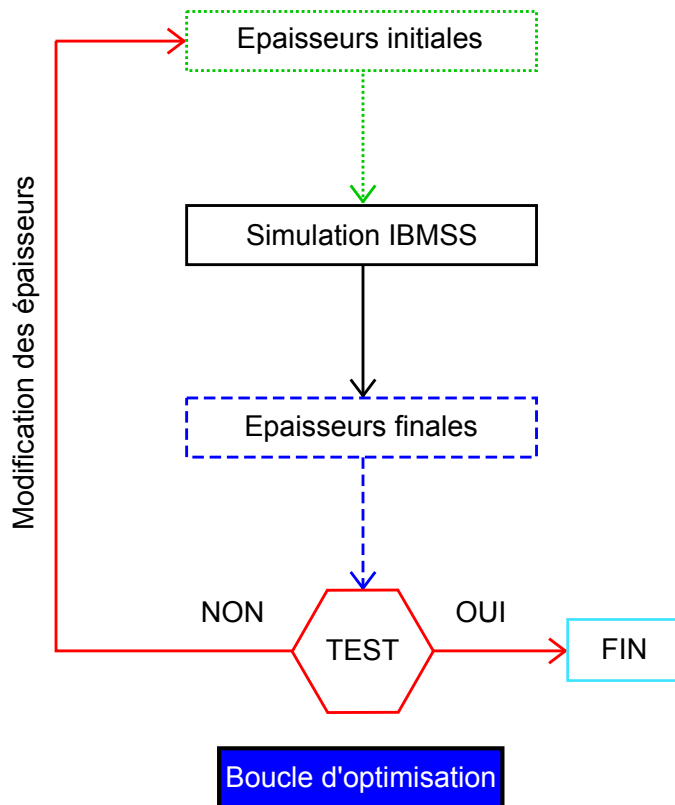 Epaisseurs initiales
Modification des épaisseurs
Simulation IBMSS
Epaisseurs finales
NON
OUI
TEST
FIN
Boucle d'optimisation